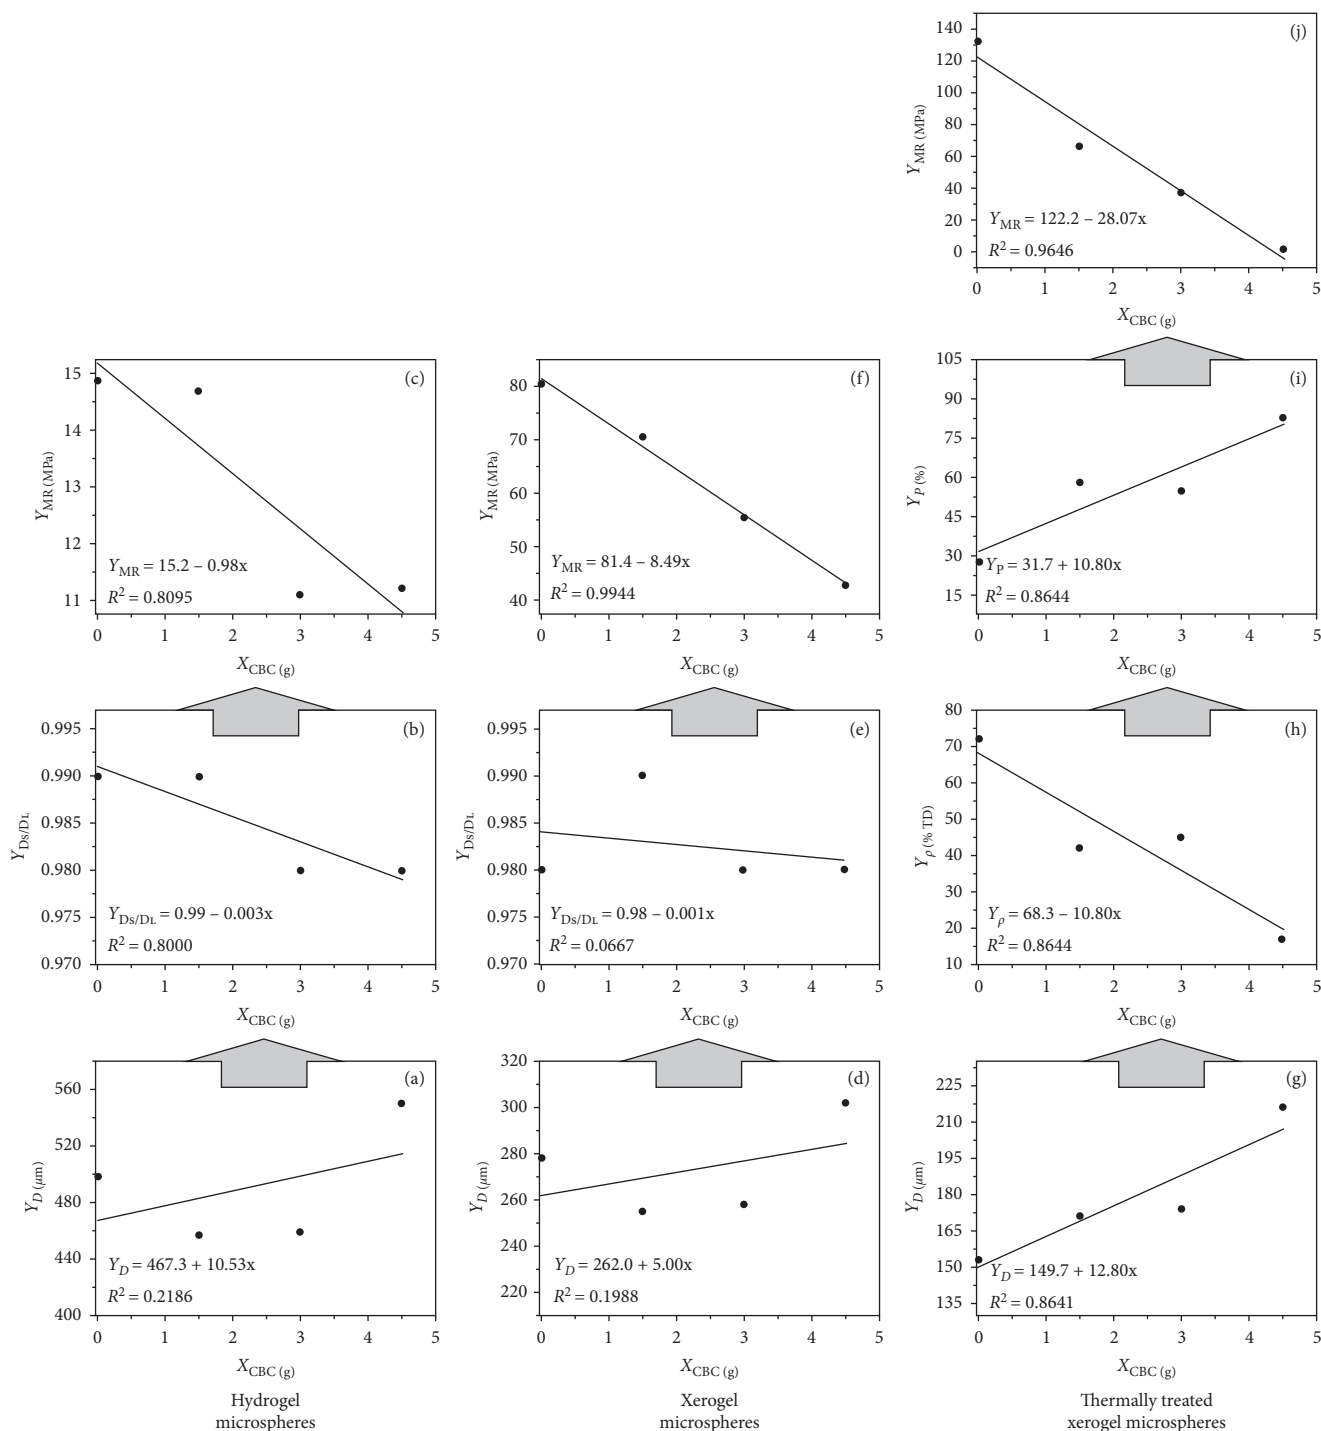 140
120
100
80
60
40
20
0
Y_MR (MPa)
(j)
Y_MR = 122.2 – 28.07x
R² = 0.9646
0 1 2 3 4 5
X_CBC (g)
15
14
13
12
11
Y_MR (MPa)
(c)
Y_MR = 15.2 – 0.98x
R² = 0.8095
0 1 2 3 4 5
X_CBC (g)
80
70
60
50
40
Y_MR (MPa)
(f)
Y_MR = 81.4 – 8.49x
R² = 0.9944
0 1 2 3 4 5
X_CBC (g)
105
90
75
60
45
30
15
Y_P (%)
(i)
Y_P = 31.7 + 10.80x
R² = 0.8644
0 1 2 3 4 5
X_CBC (g)
0.995
0.990
0.985
0.980
0.975
0.970
Y_Ds/DL
(b)
Y_Ds/DL = 0.99 – 0.003x
R² = 0.8000
0 1 2 3 4 5
X_CBC (g)
0.995
0.990
0.985
0.980
0.975
0.970
Y_Ds/DL
(e)
Y_Ds/DL = 0.98 – 0.001x
R² = 0.0667
0 1 2 3 4 5
X_CBC (g)
80
70
60
50
40
30
20
10
Y_ρ (% TD)
(h)
Y_ρ = 68.3 – 10.80x
R² = 0.8644
0 1 2 3 4 5
X_CBC (g)
560
520
480
440
400
Y_D (μm)
(a)
Y_D = 467.3 + 10.53x
R² = 0.2186
0 1 2 3 4 5
X_CBC (g)
Hydrogel
microspheres
320
300
280
260
240
220
Y_D (μm)
(d)
Y_D = 262.0 + 5.00x
R² = 0.1988
0 1 2 3 4 5
X_CBC (g)
Xerogel
microspheres
225
210
195
180
165
150
135
Y_D (μm)
(g)
Y_D = 149.7 + 12.80x
R² = 0.8641
0 1 2 3 4 5
X_CBC (g)
Thermally treated
xerogel microspheres